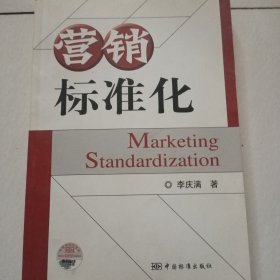 营销
标准化
Marketing
Standardization
◎ 李庆满 著
中国标准出版社